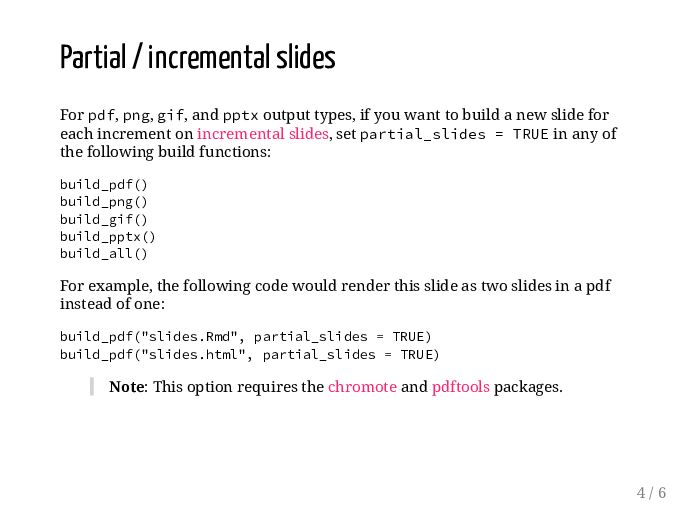 Partial / incremental slides
For pdf, png, gif, and pptx output types, if you want to build a new slide for
each increment on incremental slides, set partial_slides = TRUE in any of
the following build functions:
build_pdf()
build_png()
build_gif()
build_pptx()
build_all()
For example, the following code would render this slide as two slides in a pdf
instead of one:
build_pdf("slides.Rmd", partial_slides = TRUE)
build_pdf("slides.html", partial_slides = TRUE)
Note: This option requires the chromote and pdftools packages.
4 / 6